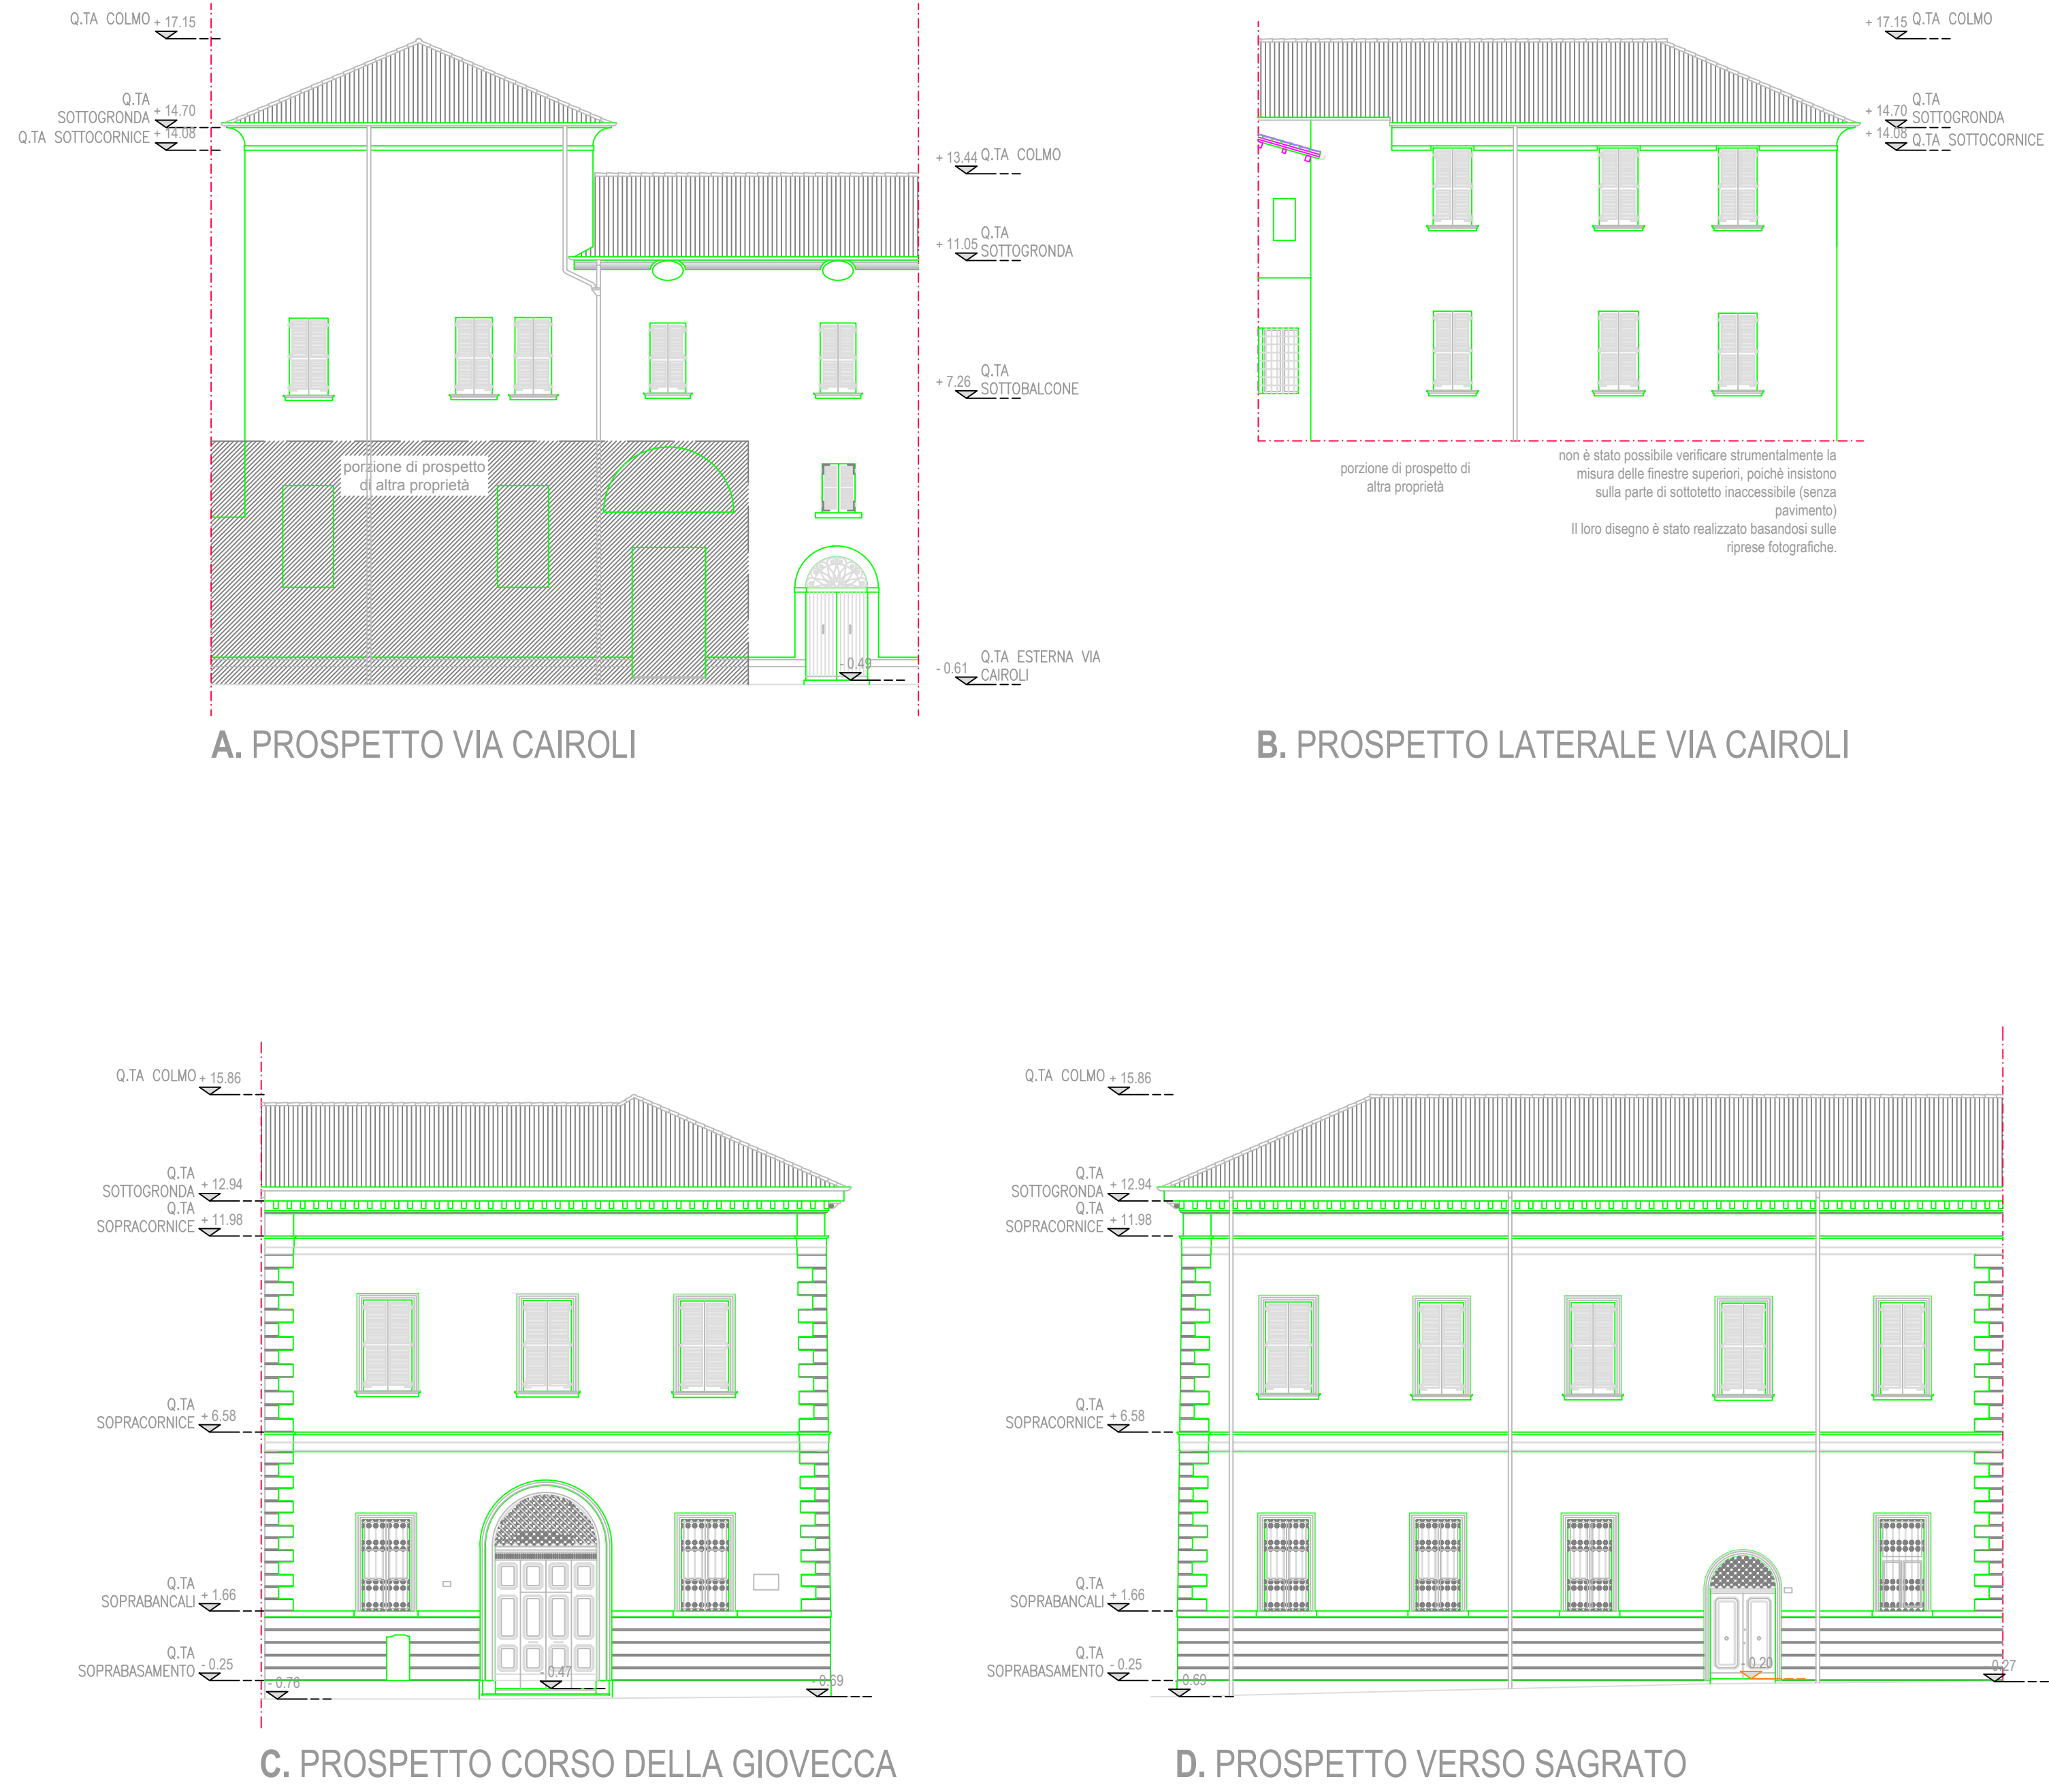 Q.TA COLMO + 17.15
Q.TA
SOTTOGRONDA + 14.70
Q.TA SOTTOCORNICE + 14.08
+ 13.44 Q.TA COLMO
+ 11.05 Q.TA
SOTTOGRONDA
+ 7.26 Q.TA
SOTTOBALCONE
porzione di prospetto
di altra proprietà
- 0.49
- 0.61 Q.TA ESTERNA VIA
CAIROLI
A. PROSPETTO VIA CAIROLI
+ 17.15 Q.TA COLMO
+ 14.70 Q.TA
SOTTOGRONDA
+ 14.08 Q.TA SOTTOCORNICE
porzione di prospetto di
altra proprietà
non è stato possibile verificare strumentalmente la
misura delle finestre superiori, poichè insistono
sulla parte di sottotetto inaccessibile (senza
pavimento)
Il loro disegno è stato realizzato basandosi sulle
riprese fotografiche.
B. PROSPETTO LATERALE VIA CAIROLI
Q.TA COLMO + 15.86
Q.TA
SOTTOGRONDA + 12.94
Q.TA
SOPRACORNICE + 11.98
Q.TA
SOPRACORNICE + 6.58
Q.TA
SOPRABANCALI + 1.66
Q.TA
SOPRABASAMENTO - 0.25
- 0.76
- 0.47
- 0.69
C. PROSPETTO CORSO DELLA GIOVECCA
Q.TA COLMO + 15.86
Q.TA
SOTTOGRONDA + 12.94
Q.TA
SOPRACORNICE + 11.98
Q.TA
SOPRACORNICE + 6.58
Q.TA
SOPRABANCALI + 1.66
Q.TA
SOPRABASAMENTO - 0.25
- 0.69
- 0.20
- 0.27
D. PROSPETTO VERSO SAGRATO